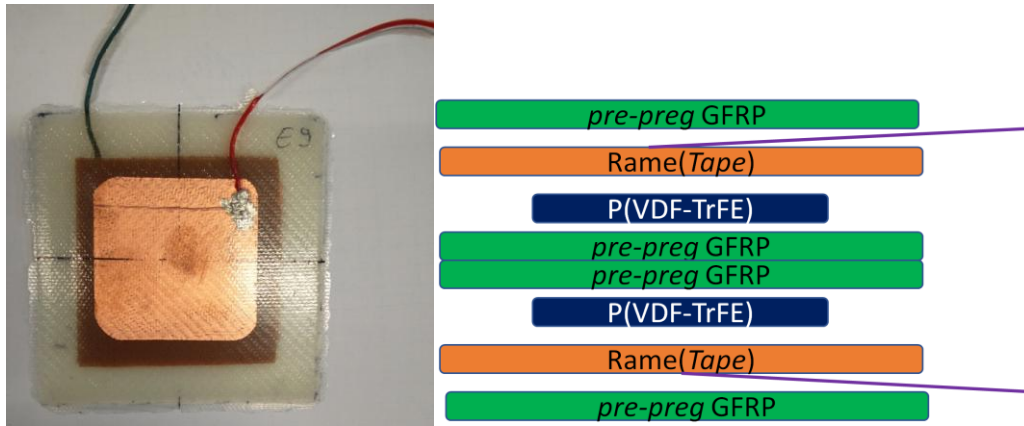 E9
pre-preg GFRP
Rame(Tape)
P(VDF-TrFE)
pre-preg GFRP
pre-preg GFRP
P(VDF-TrFE)
Rame(Tape)
pre-preg GFRP